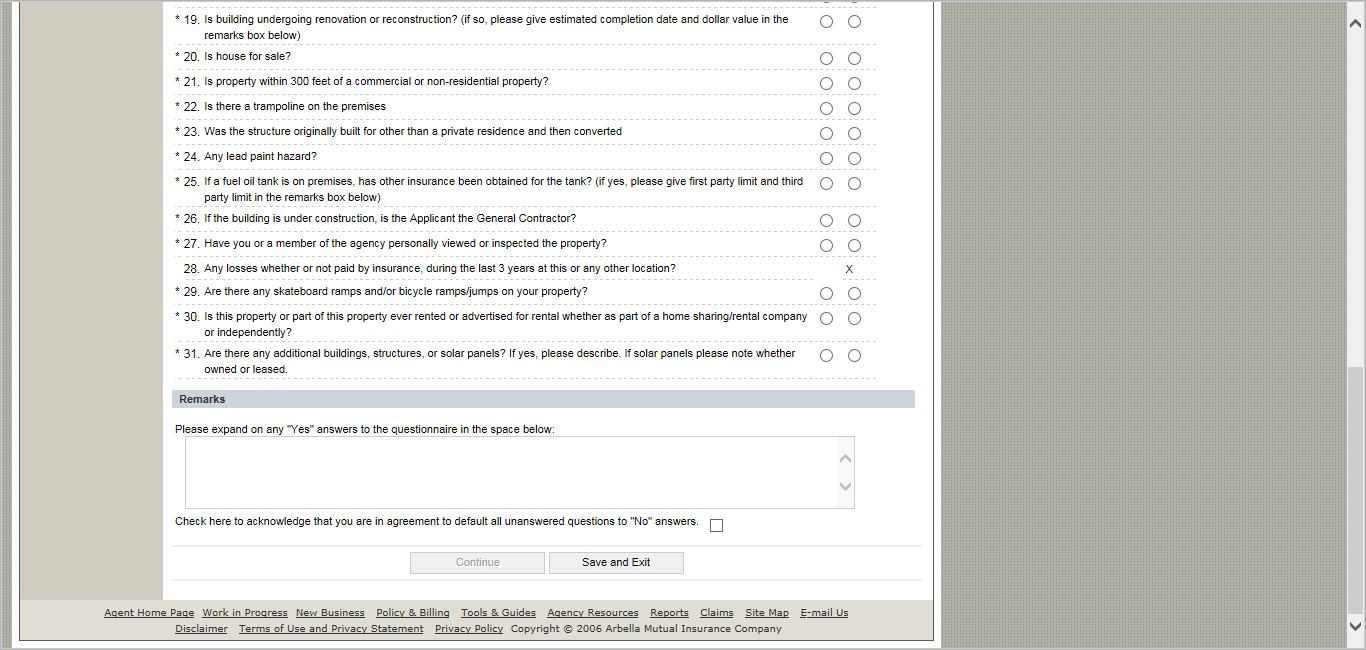 * 19. Is building undergoing renovation or reconstruction? (if so, please give estimated completion date and dollar value in the
remarks box below)
* 20. Is house for sale?
* 21. Is property within 300 feet of a commercial or non-residential property?
* 22. Is there a trampoline on the premises
* 23. Was the structure originally built for other than a private residence and then converted
* 24. Any lead paint hazard?
* 25. If a fuel oil tank is on premises, has other insurance been obtained for the tank? (if yes, please give first party limit and third
party limit in the remarks box below)
* 26. If the building is under construction, is the Applicant the General Contractor?
* 27. Have you or a member of the agency personally viewed or inspected the property?
28. Any losses whether or not paid by insurance, during the last 3 years at this or any other location? X
* 29. Are there any skateboard ramps and/or bicycle ramps/jumps on your property?
* 30. Is this property or part of this property ever rented or advertised for rental whether as part of a home sharing/rental company
or independently?
* 31. Are there any additional buildings, structures, or solar panels? If yes, please describe. If solar panels please note whether
owned or leased.
Remarks
Please expand on any "Yes" answers to the questionnaire in the space below:
Check here to acknowledge that you are in agreement to default all unanswered questions to "No" answers.
Continue Save and Exit
Agent Home Page Work in Progress New Business Policy & Billing Tools & Guides Agency Resources Reports Claims Site Map E-mail Us
Disclaimer Terms of Use and Privacy Statement Privacy Policy Copyright © 2006 Arbella Mutual Insurance Company